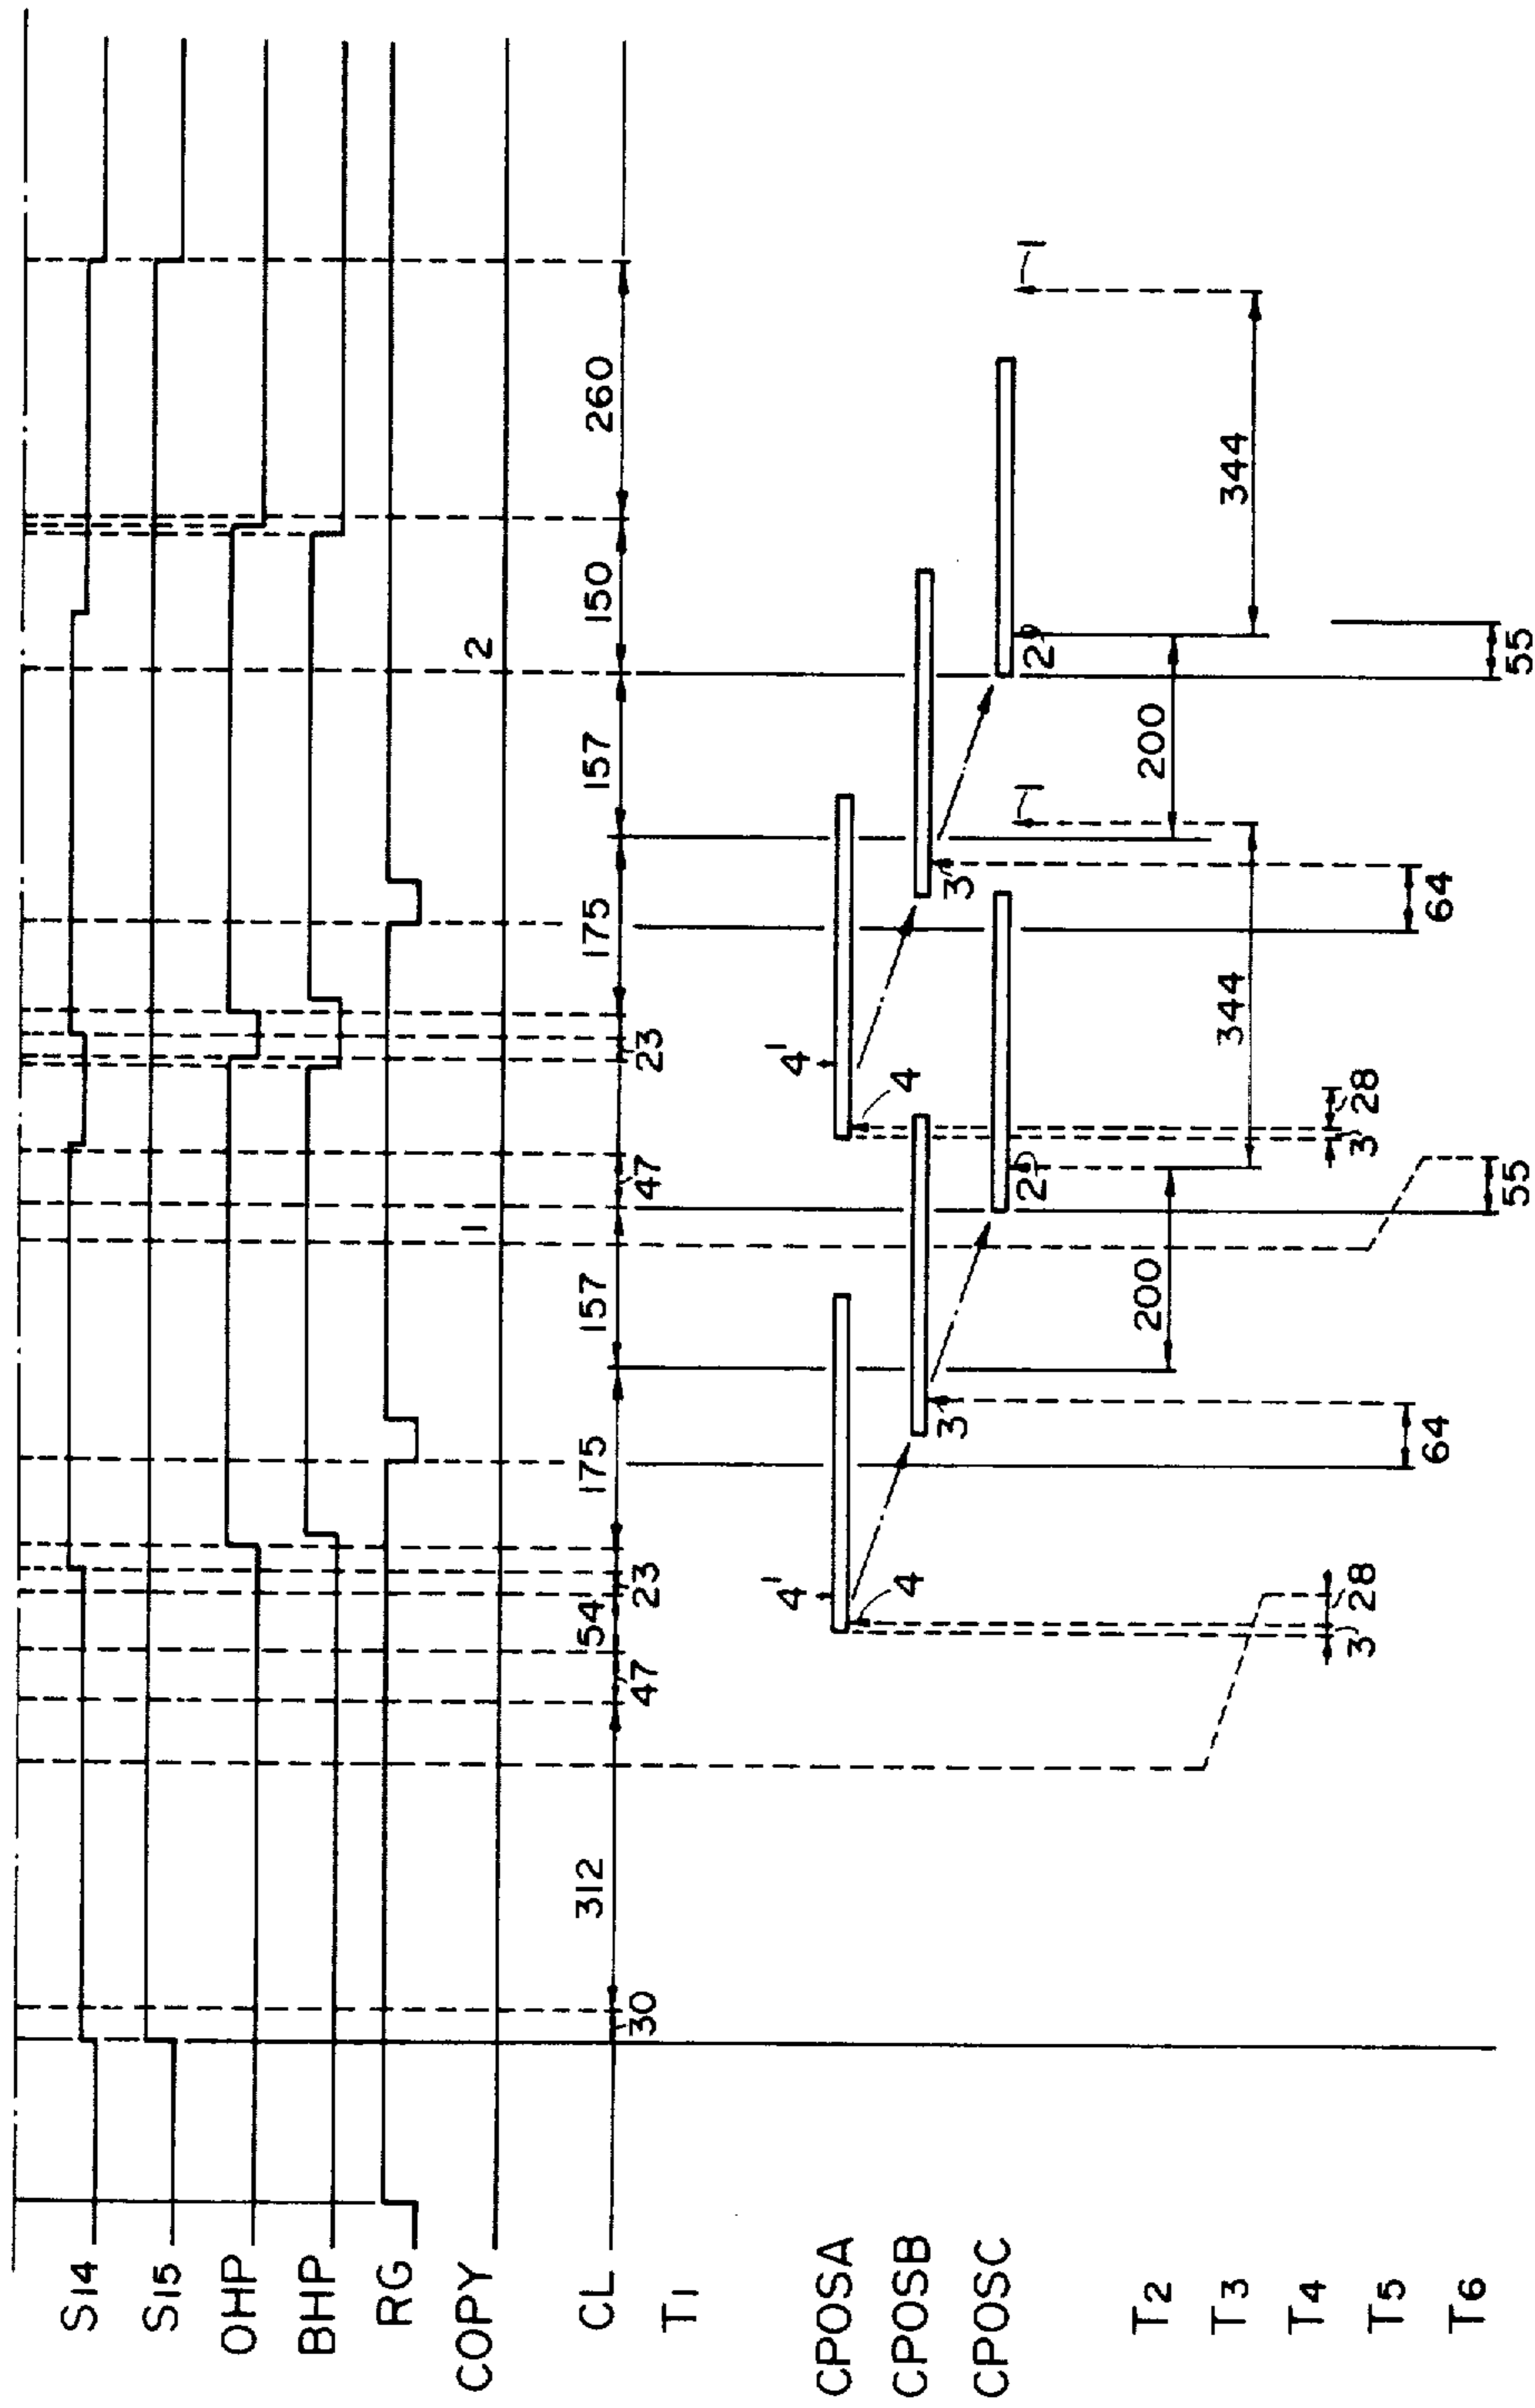 S14
S15
OHP
BHP
RG
COPY 1 2
CL 30 312 47 54 23 175 157 47 23 175 157 150 260
T1
CPOSA 4' 4 4' 4
CPOSB 3 3
CPOSC 2 1 2 1
T2 200 200
T3 344 344
T4 3 28 3 28
T5 64 64
T6 55 55